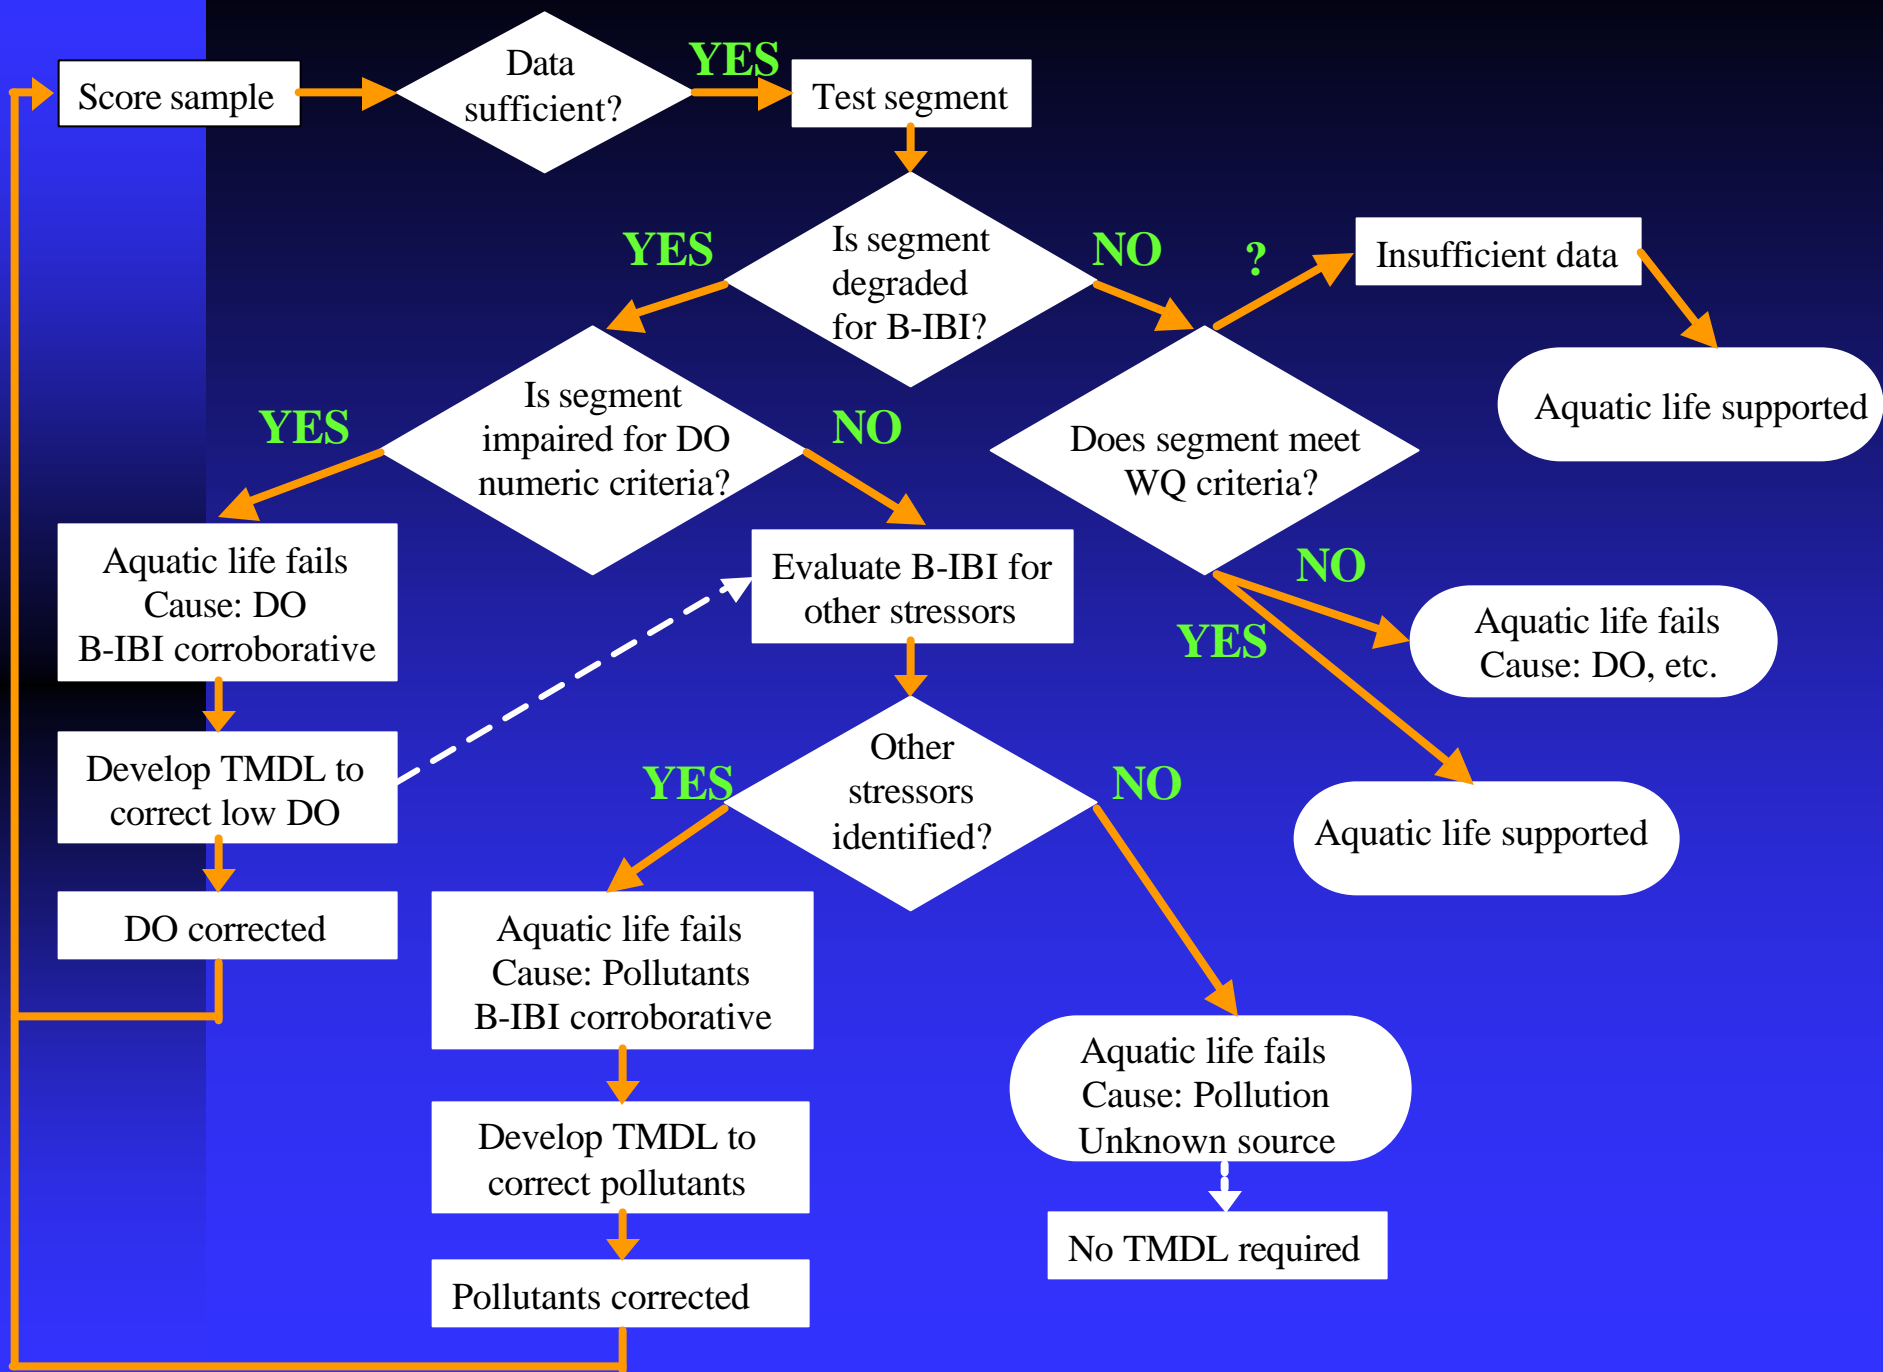 Score sample
Data
sufficient?
YES
Test segment
YES
Is segment
degraded
for B-IBI?
NO
?
Insufficient data
Aquatic life supported
YES
Is segment
impaired for DO
numeric criteria?
NO
Does segment meet
WQ criteria?
Aquatic life fails
Cause: DO
B-IBI corroborative
Evaluate B-IBI for
other stressors
NO
YES
Aquatic life fails
Cause: DO, etc.
Develop TMDL to
correct low DO
YES
Other
stressors
identified?
NO
Aquatic life supported
DO corrected
Aquatic life fails
Cause: Pollutants
B-IBI corroborative
Aquatic life fails
Cause: Pollution
Unknown source
Develop TMDL to
correct pollutants
No TMDL required
Pollutants corrected